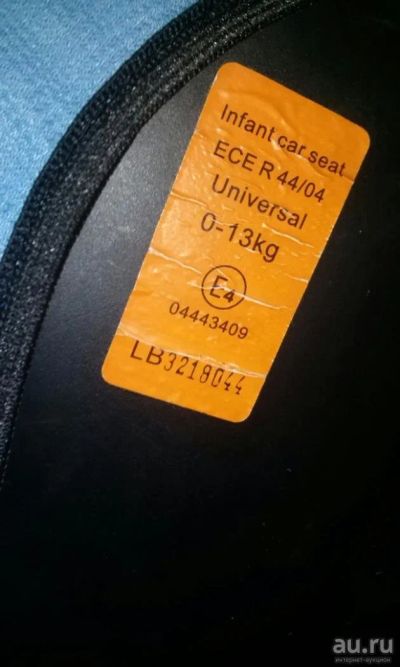 Infant car seat
ECE R 44/04
Universal
0-13kg
E4
04443409
LB3218044
au.ru
интернет-аукцион